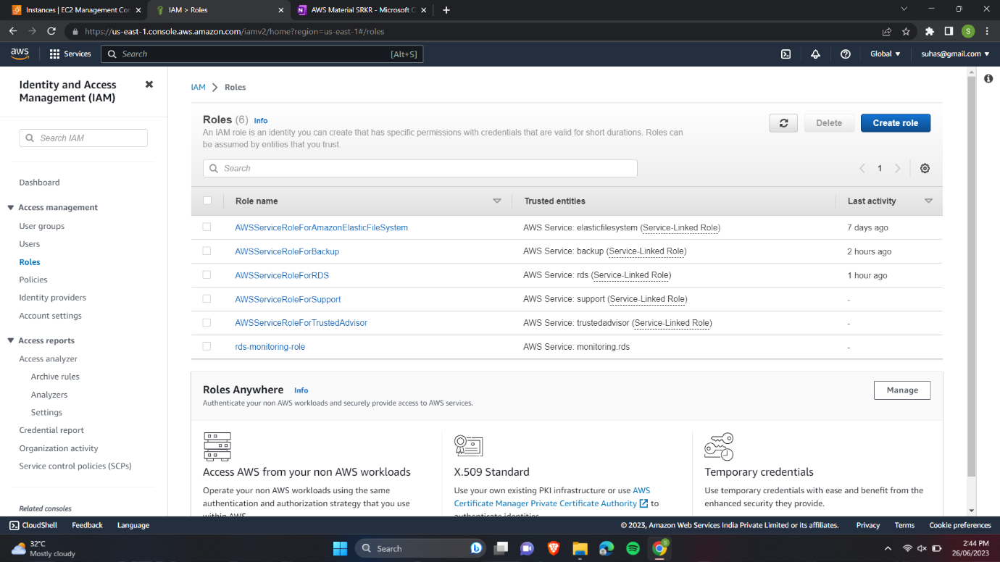 Instances | EC2 Management Cor
IAM > Roles
AWS Material SRKR - Microsoft C
https://us-east-1.console.aws.amazon.com/iamv2/home?region=us-east-1#/roles
S
aws
Services
Search
[Alt+S]
Global
suhas@gmail.com
Identity and Access
Management (IAM)
Search IAM
Dashboard
Access management
User groups
Users
Roles
Policies
Identity providers
Account settings
Access reports
Access analyzer
Archive rules
Analyzers
Settings
Credential report
Organization activity
Service control policies (SCPs)
Related consoles
IAM > Roles
Roles (6) Info
An IAM role is an identity you can create that has specific permissions with credentials that are valid for short durations. Roles can
be assumed by entities that you trust.
Delete
Create role
Search
1
Role name Trusted entities Last activity
AWSServiceRoleForAmazonElasticFileSystem AWS Service: elasticfilesystem (Service-Linked Role) 7 days ago
AWSServiceRoleForBackup AWS Service: backup (Service-Linked Role) 2 hours ago
AWSServiceRoleForRDS AWS Service: rds (Service-Linked Role) 1 hour ago
AWSServiceRoleForSupport AWS Service: support (Service-Linked Role) -
AWSServiceRoleForTrustedAdvisor AWS Service: trustedadvisor (Service-Linked Role) -
rds-monitoring-role AWS Service: monitoring.rds -
Roles Anywhere Info
Authenticate your non AWS workloads and securely provide access to AWS services.
Manage
Access AWS from your non AWS workloads
Operate your non AWS workloads using the same
authentication and authorization strategy that you use
within AWS
X.509 Standard
Use your own existing PKI infrastructure or use AWS
Certificate Manager Private Certificate Authority to
authenticate identities
Temporary credentials
Use temporary credentials with ease and benefit from the
enhanced security they provide.
CloudShell Feedback Language
© 2023, Amazon Web Services India Private Limited or its affiliates. Privacy Terms Cookie preferences
32°C
Mostly cloudy
Search
2:44 PM
26/06/2023